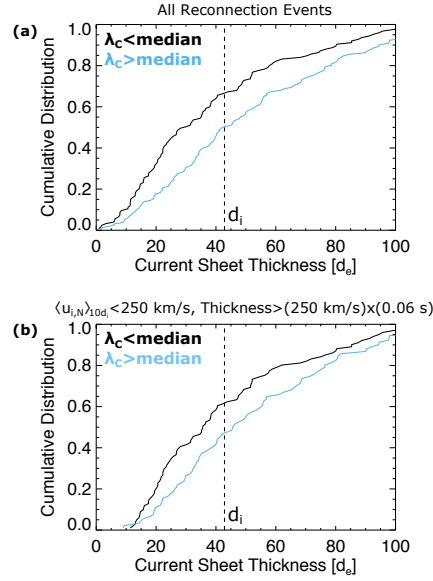 All Reconnection Events
(a)
λC<median
λC>median
1.0
0.8
0.6
0.4
0.2
0.0
Cumulative Distribution
di
0 20 40 60 80 100
Current Sheet Thickness [de]
⟨ui,N⟩10di<250 km/s, Thickness>(250 km/s)x(0.06 s)
(b)
λC<median
λC>median
1.0
0.8
0.6
0.4
0.2
0.0
Cumulative Distribution
di
0 20 40 60 80 100
Current Sheet Thickness [de]